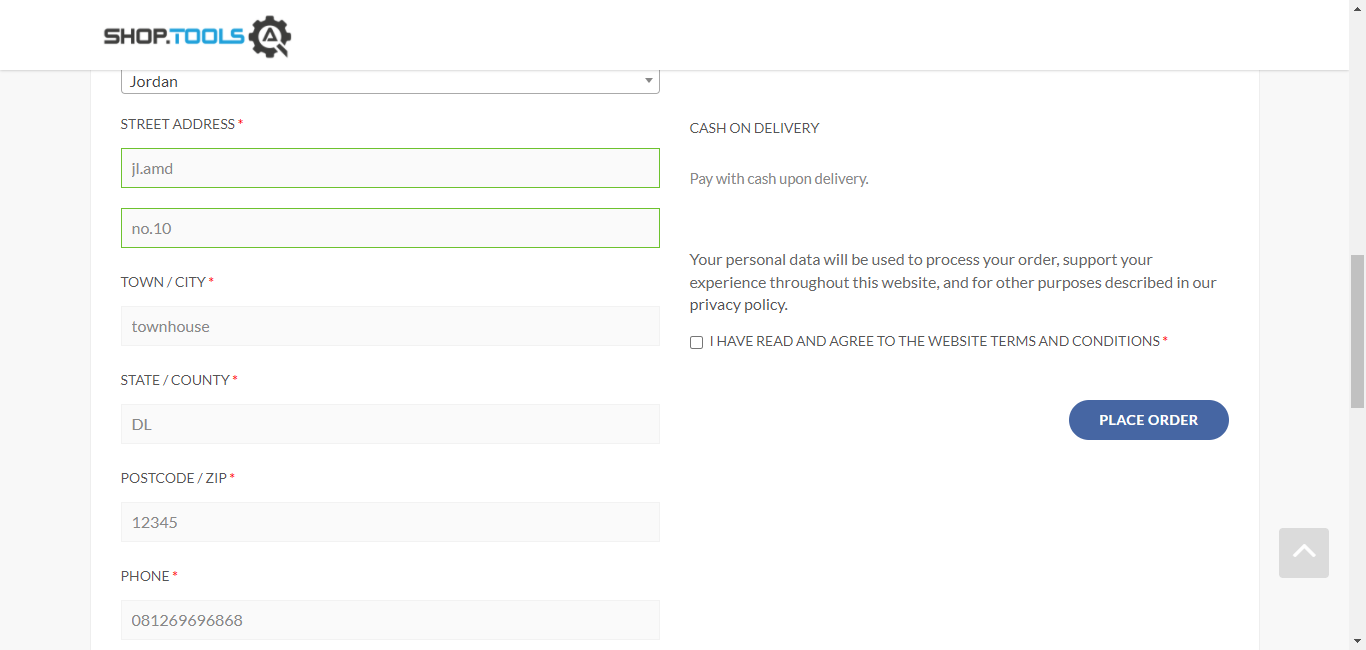 SHOP.TOOLS
Jordan
STREET ADDRESS *
jl.amd
no.10
TOWN / CITY *
townhouse
STATE / COUNTY *
DL
POSTCODE / ZIP *
12345
PHONE *
081269696868
CASH ON DELIVERY
Pay with cash upon delivery.
Your personal data will be used to process your order, support your
experience throughout this website, and for other purposes described in our
privacy policy.
I HAVE READ AND AGREE TO THE WEBSITE TERMS AND CONDITIONS *
PLACE ORDER